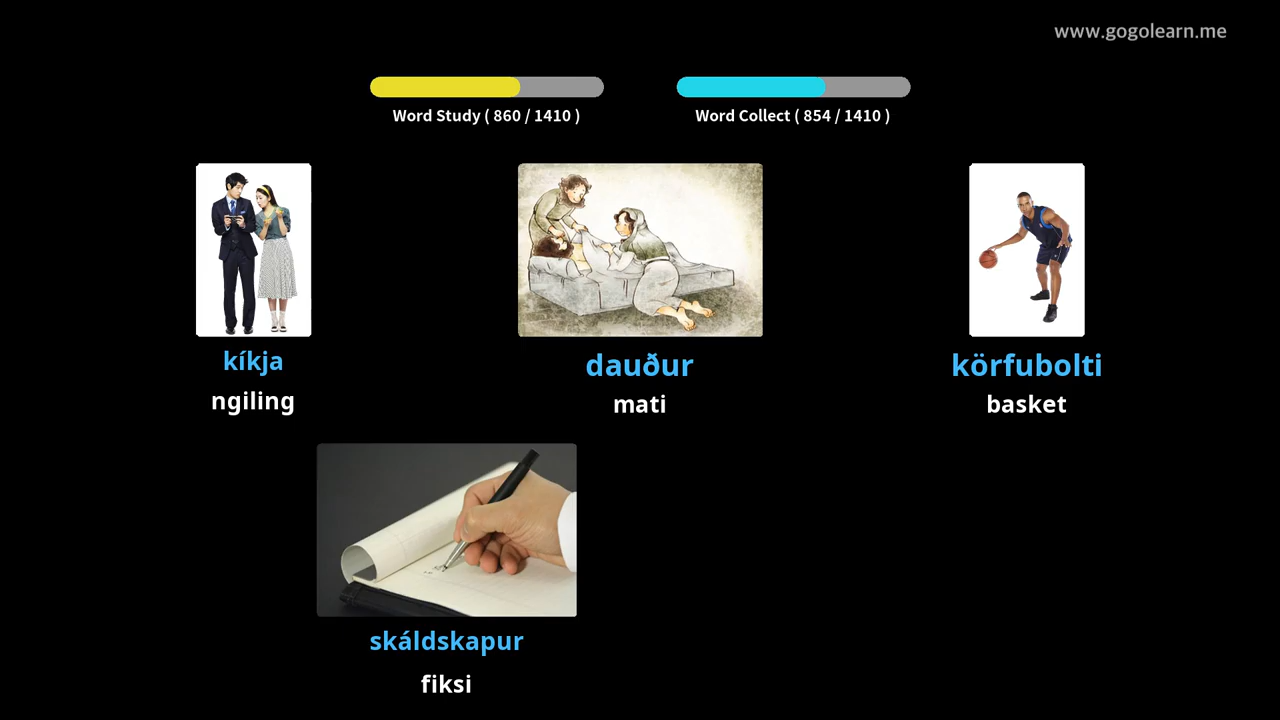 www.gogolearn.me
Word Study ( 860 / 1410 )
Word Collect ( 854 / 1410 )
kíkja
ngiling
dauður
mati
körfubolti
basket
skáldskapur
fiksi